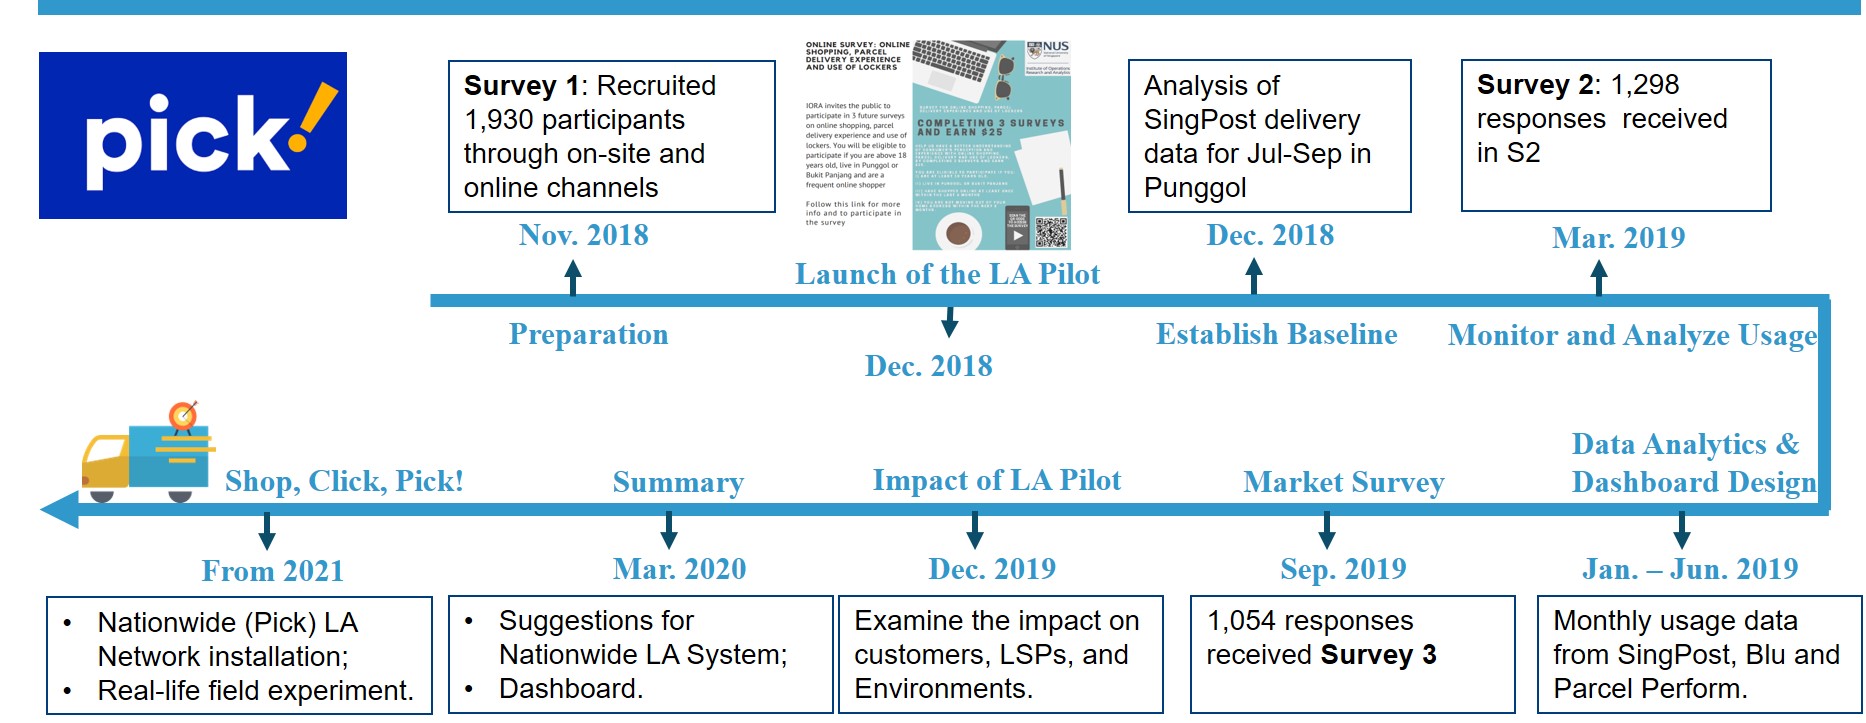 pick!
Survey 1: Recruited
1,930 participants
through on-site and
online channels
Nov. 2018
Preparation
ONLINE SURVEY: ONLINE
SHOPPING, PARCEL
DELIVERY EXPERIENCE
AND USE OF LOCKERS
IORA invites the public to
participate in 3 future surveys
on online shopping, parcel
delivery experience and use of
lockers. You will be eligible to
participate if you are above 18
years old, live in Punggol or
Bukit Panjang and are a
frequent online shopper
Follow this link for more
info and to participate in
the survey
NUS
Institute of Operations
Research and Analytics
COMPLETING 3 SURVEYS
AND EARN $25
Launch of the LA Pilot
Dec. 2018
Analysis of
SingPost delivery
data for Jul-Sep in
Punggol
Dec. 2018
Establish Baseline
Survey 2: 1,298
responses received
in S2
Mar. 2019
Monitor and Analyze Usage
Data Analytics &
Dashboard Design
Jan. – Jun. 2019
Monthly usage data
from SingPost, Blu and
Parcel Perform.
Market Survey
Sep. 2019
1,054 responses
received Survey 3
Impact of LA Pilot
Dec. 2019
Examine the impact on
customers, LSPs, and
Environments.
Summary
Mar. 2020
• Suggestions for
Nationwide LA System;
• Dashboard.
Shop, Click, Pick!
From 2021
• Nationwide (Pick) LA
Network installation;
• Real-life field experiment.